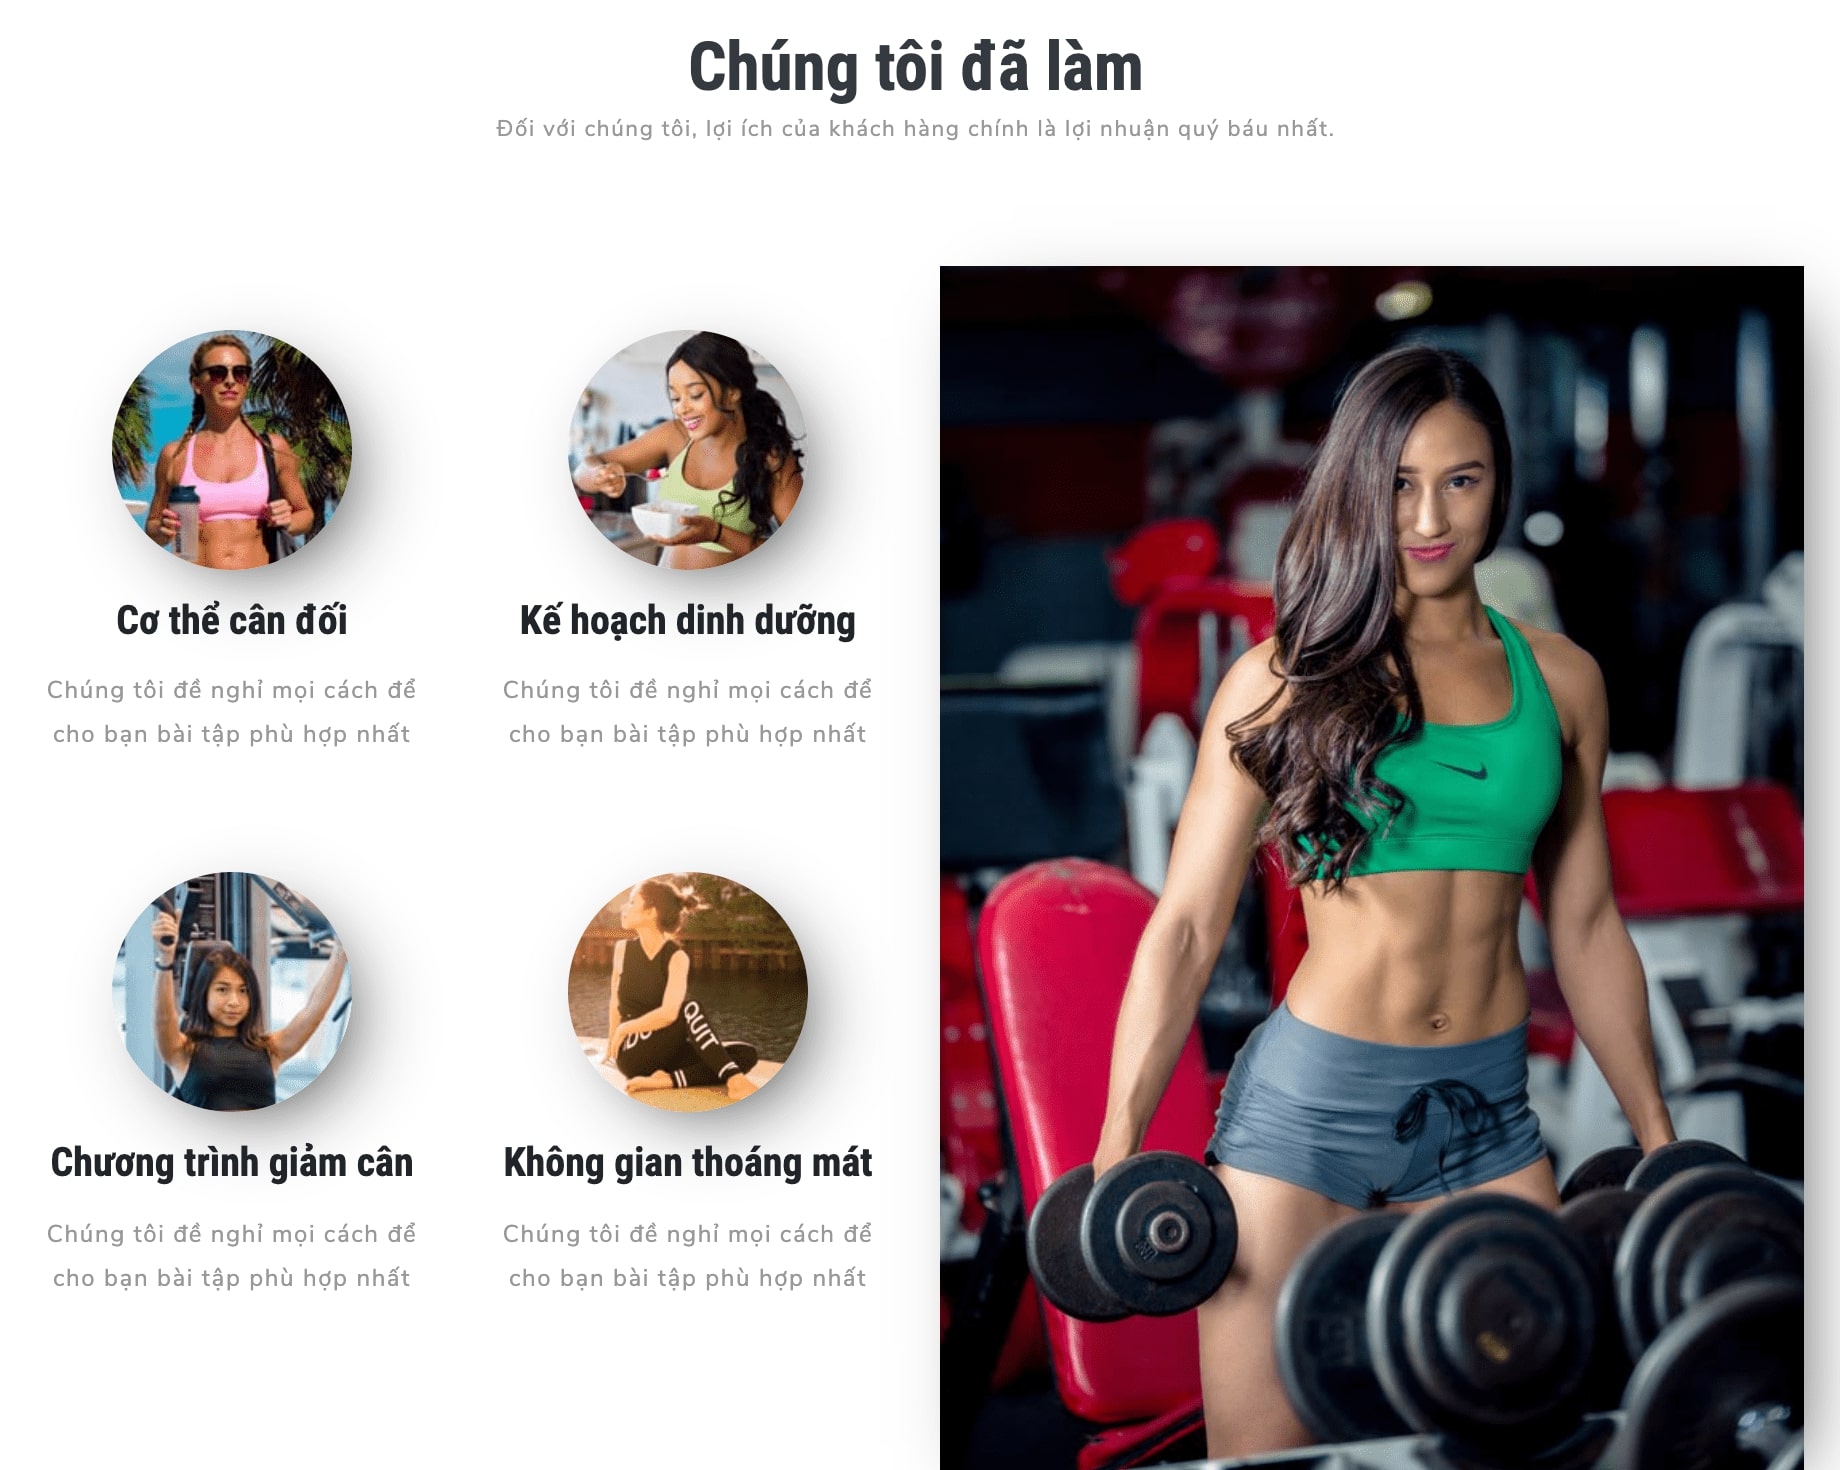 Chúng tôi đã làm
Đối với chúng tôi, lợi ích của khách hàng chính là lợi nhuận quý báu nhất.
Cơ thể cân đối
Chúng tôi đề nghỉ mọi cách để
cho bạn bài tập phù hợp nhất
Kế hoạch dinh dưỡng
Chúng tôi đề nghỉ mọi cách để
cho bạn bài tập phù hợp nhất
Chương trình giảm cân
Chúng tôi đề nghỉ mọi cách để
cho bạn bài tập phù hợp nhất
QUIT
Không gian thoáng mát
Chúng tôi đề nghỉ mọi cách để
cho bạn bài tập phù hợp nhất